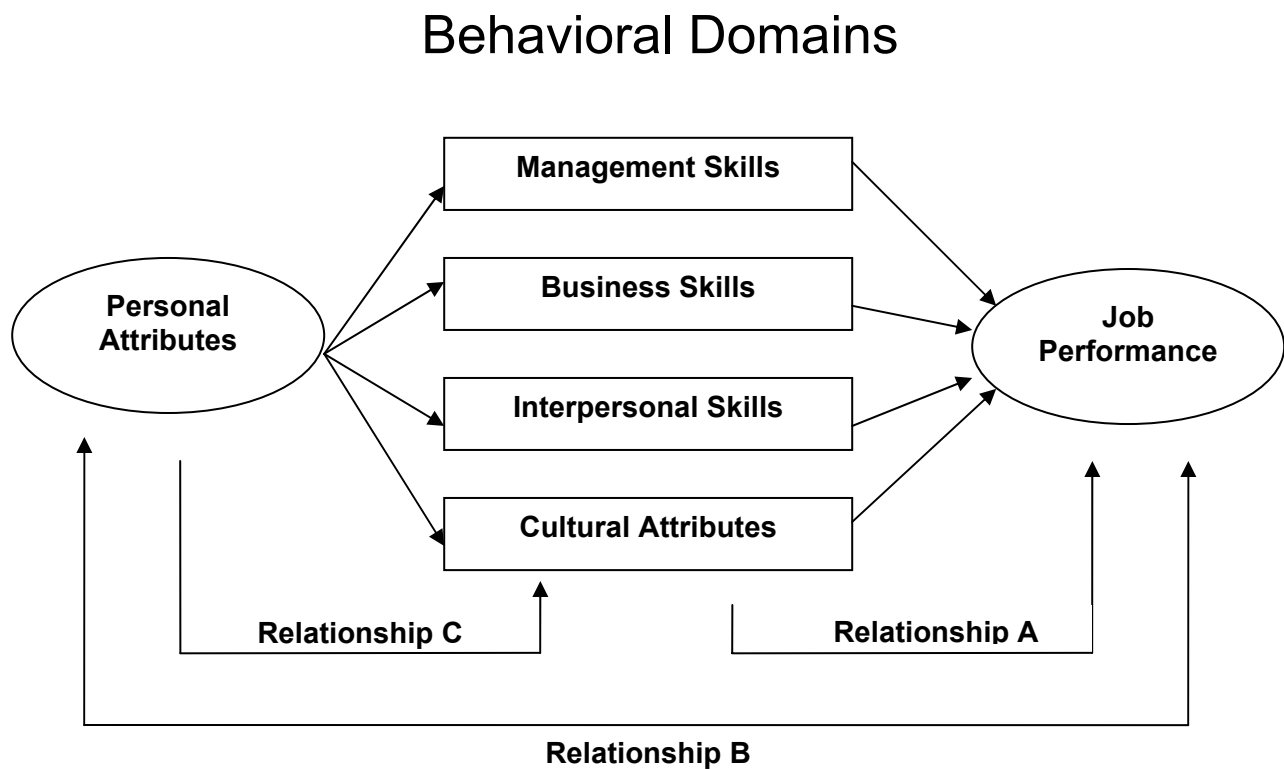 Behavioral Domains
Management Skills
Business Skills
Personal
Attributes
Job
Performance
Interpersonal Skills
Cultural Attributes
Relationship C
Relationship A
Relationship B